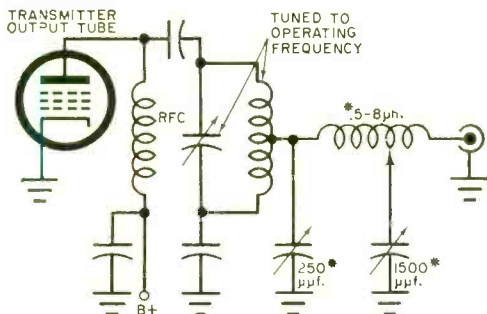 TRANSMITTER
OUTPUT TUBE
TUNED TO
OPERATING
FREQUENCY
RFC
*.5-8µh.
250*
µµf.
1500*
µµf.
B+